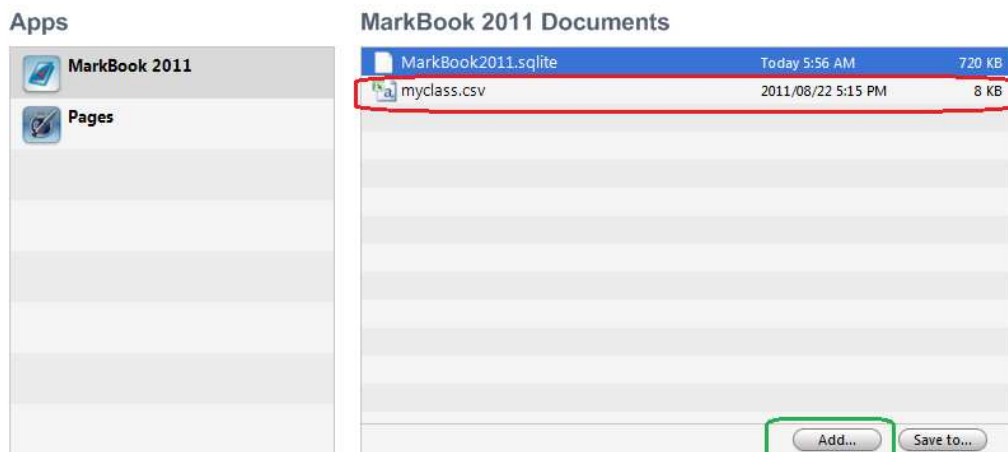 Apps
MarkBook 2011
Pages
MarkBook 2011 Documents
MarkBook2011.sqlite Today 5:56 AM 720 KB
myclass.csv 2011/08/22 5:15 PM 8 KB
Add... Save to...